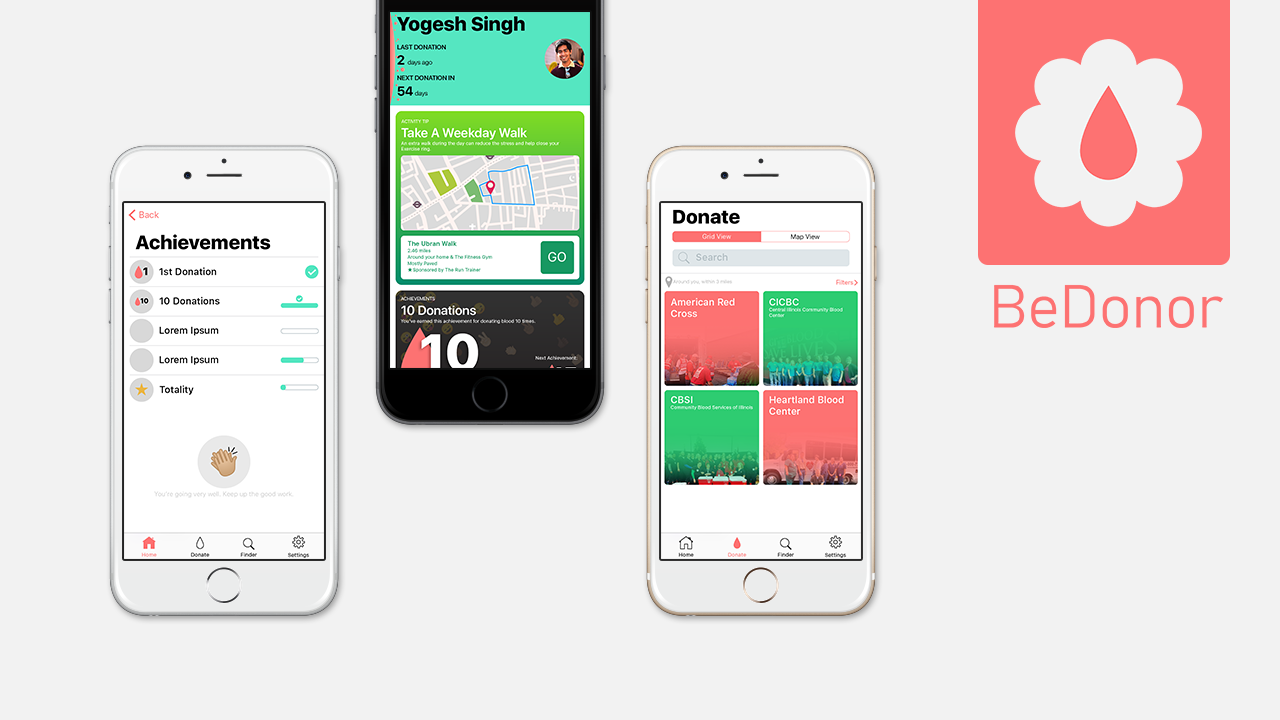 Back
Achievements
1
1st Donation
10
10 Donations
Lorem Ipsum
Lorem Ipsum
Totality
You're going very well. Keep up the good work.
Home
Donate
Finder
Settings
Yogesh Singh
LAST DONATION
2 days ago
NEXT DONATION IN
54 days
ACTIVITY TIP
Take A Weekday Walk
An extra walk during the day can reduce the stress and help close your
Exercise ring.
The Ubran Walk
2.46 miles
Around your home & The Fitness Gym
Mostly Paved
Sponsored by The Run Trainer
GO
ACHIEVEMENTS
10 Donations
You've earned this achievement for donating blood 10 times.
10
Next Achievement:
Donate
Grid View
Map View
Search
Around you, within 3 miles
Filters
American Red
Cross
CICBC
Central Illinois Community Blood
Center
CBSI
Community Blood Services of Illinois
Heartland Blood
Center
Home
Donate
Finder
Settings
BeDonor